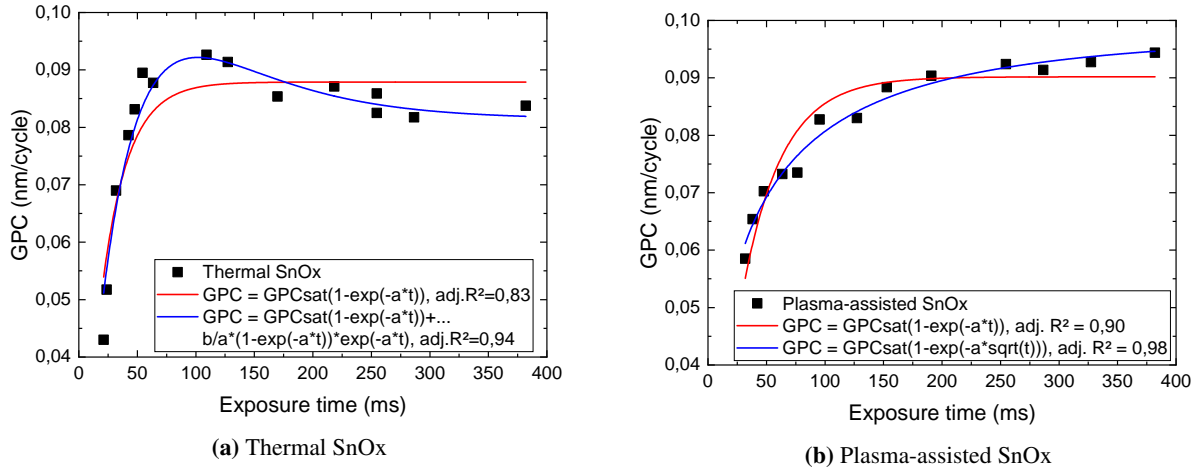 0,10
0,09
0,08
0,07
0,06
0,05
0,04
GPC (nm/cycle)
Thermal SnOx
GPC = GPCsat(1-exp(-a*t)), adj.R²=0,83
GPC = GPCsat(1-exp(-a*t))+...
b/a*(1-exp(-a*t))*exp(-a*t), adj.R²=0,94
0 50 100 150 200 250 300 350 400
Exposure time (ms)
(a) Thermal SnOx
0,10
0,09
0,08
0,07
0,06
0,05
0,04
GPC (nm/cycle)
Plasma-assisted SnOx
GPC = GPCsat(1-exp(-a*t)), adj. R² = 0,90
GPC = GPCsat(1-exp(-a*sqrt(t))), adj. R² = 0,98
0 50 100 150 200 250 300 350 400
Exposure time (ms)
(b) Plasma-assisted SnOx